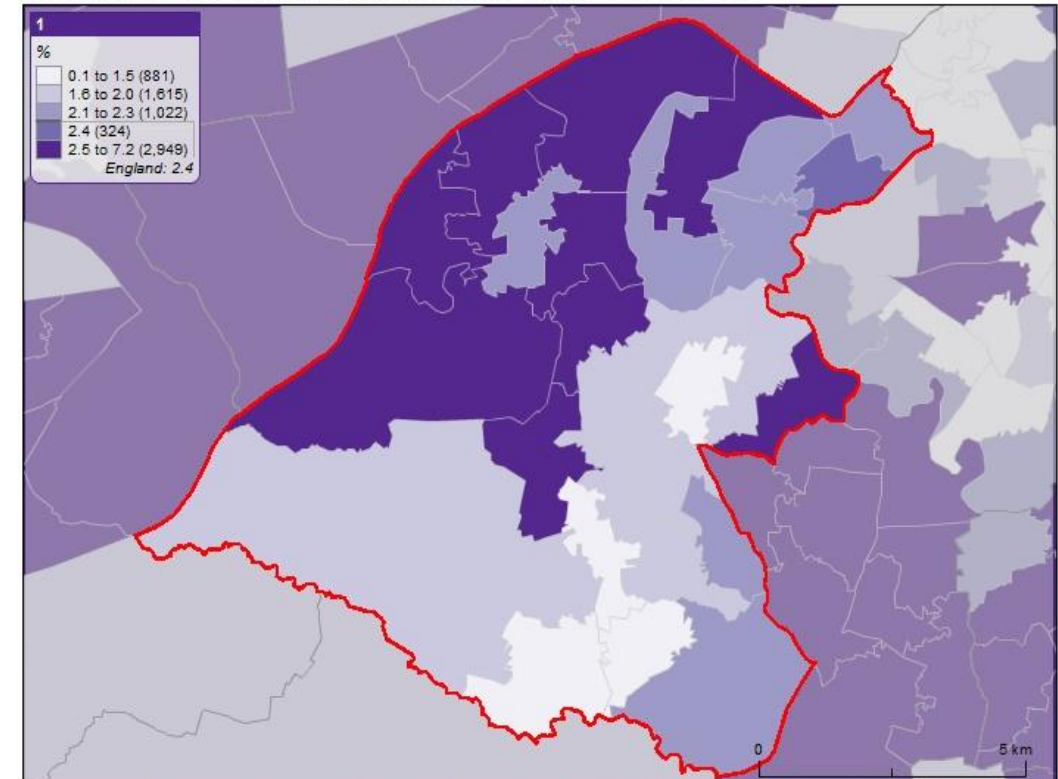 1
%
0.1 to 1.5 (881)
1.6 to 2.0 (1,615)
2.1 to 2.3 (1,022)
2.4 (324)
2.5 to 7.2 (2,949)
England: 2.4
0 5 km